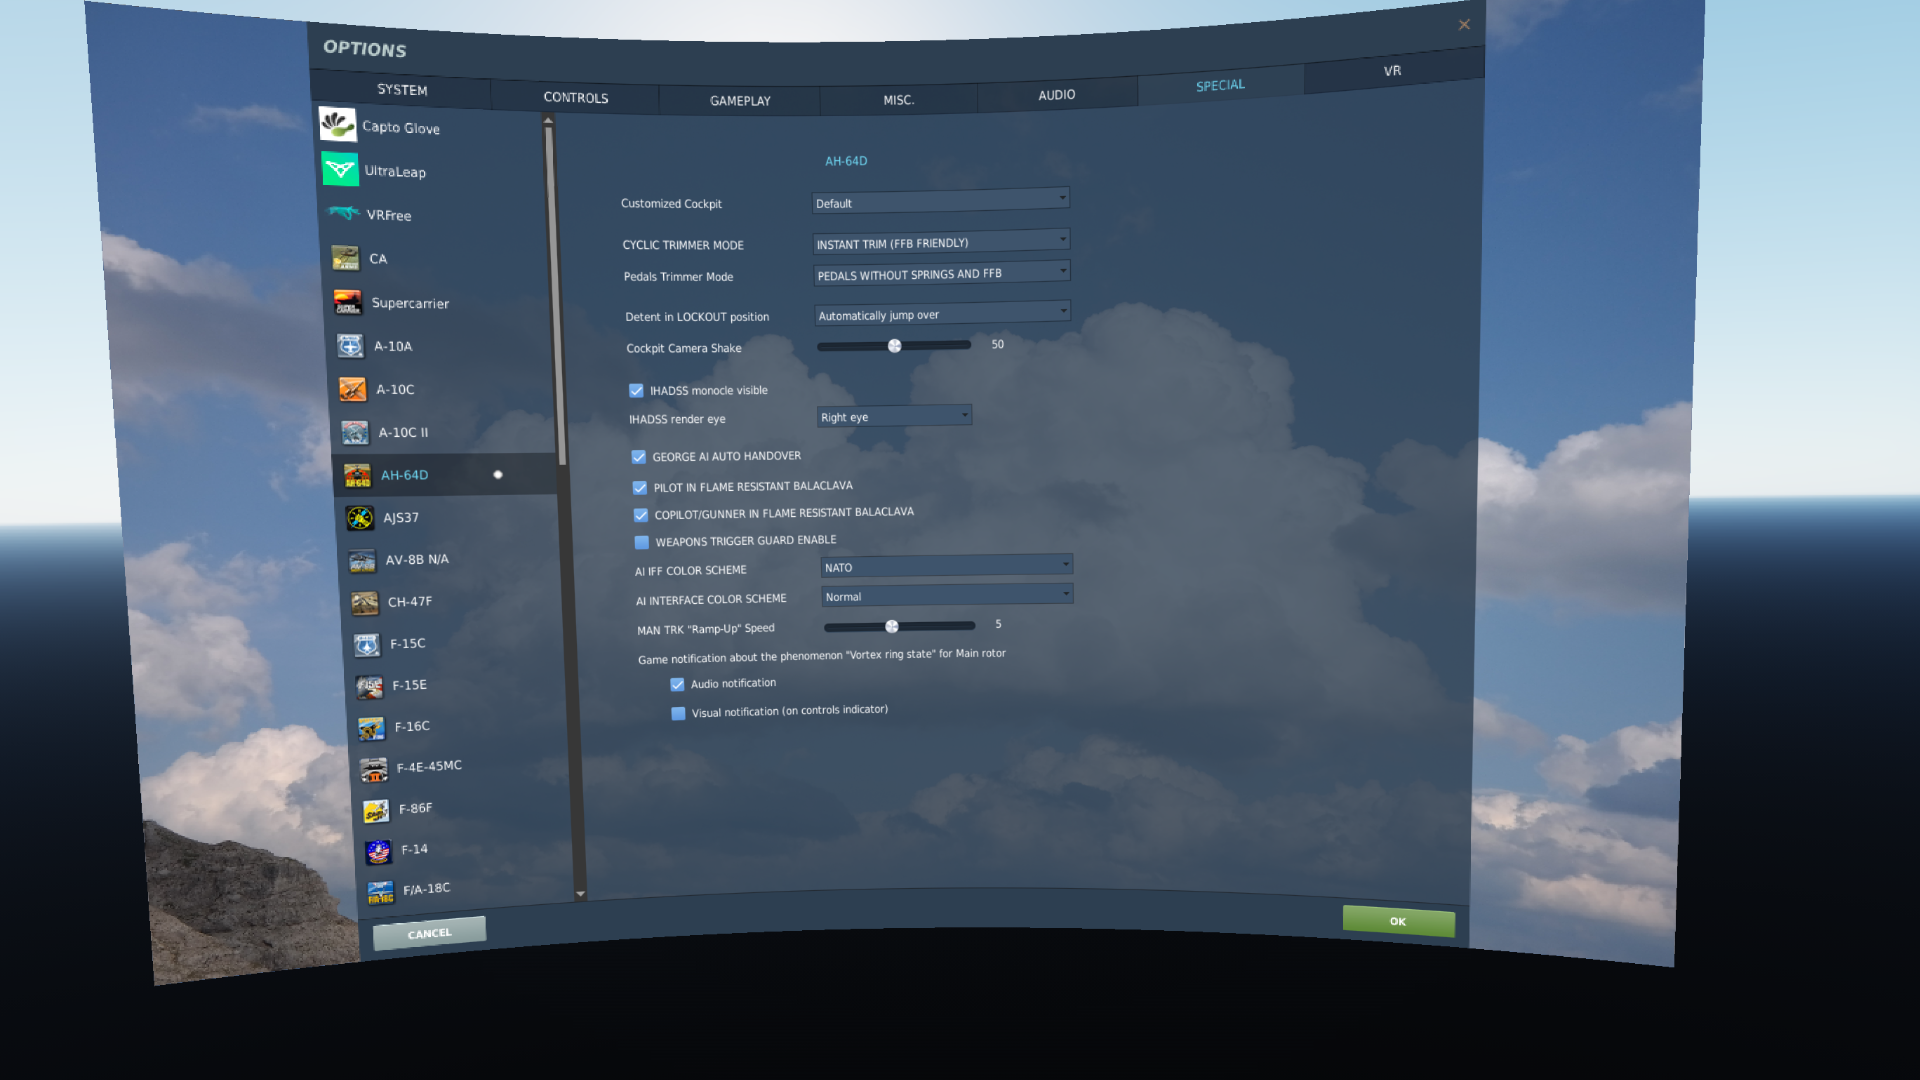 OPTIONS
SYSTEM
CONTROLS
GAMEPLAY
MISC.
AUDIO
SPECIAL
VR
Capto Glove
UltraLeap
VRFree
CA
Supercarrier
A-10A
A-10C
A-10C II
AH-64D
AJS37
AV-8B N/A
CH-47F
F-15C
F-15E
F-16C
F-4E-45MC
F-86F
F-14
F/A-18C
AH-64D
Customized Cockpit
Default
CYCLIC TRIMMER MODE
INSTANT TRIM (FFB FRIENDLY)
Pedals Trimmer Mode
PEDALS WITHOUT SPRINGS AND FFB
Detent in LOCKOUT position
Automatically jump over
Cockpit Camera Shake
50
IHADSS monocle visible
IHADSS render eye
Right eye
GEORGE AI AUTO HANDOVER
PILOT IN FLAME RESISTANT BALACLAVA
COPILOT/GUNNER IN FLAME RESISTANT BALACLAVA
WEAPONS TRIGGER GUARD ENABLE
AI IFF COLOR SCHEME
NATO
AI INTERFACE COLOR SCHEME
Normal
MAN TRK "Ramp-Up" Speed
5
Game notification about the phenomenon "Vortex ring state" for Main rotor
Audio notification
Visual notification (on controls indicator)
CANCEL
OK